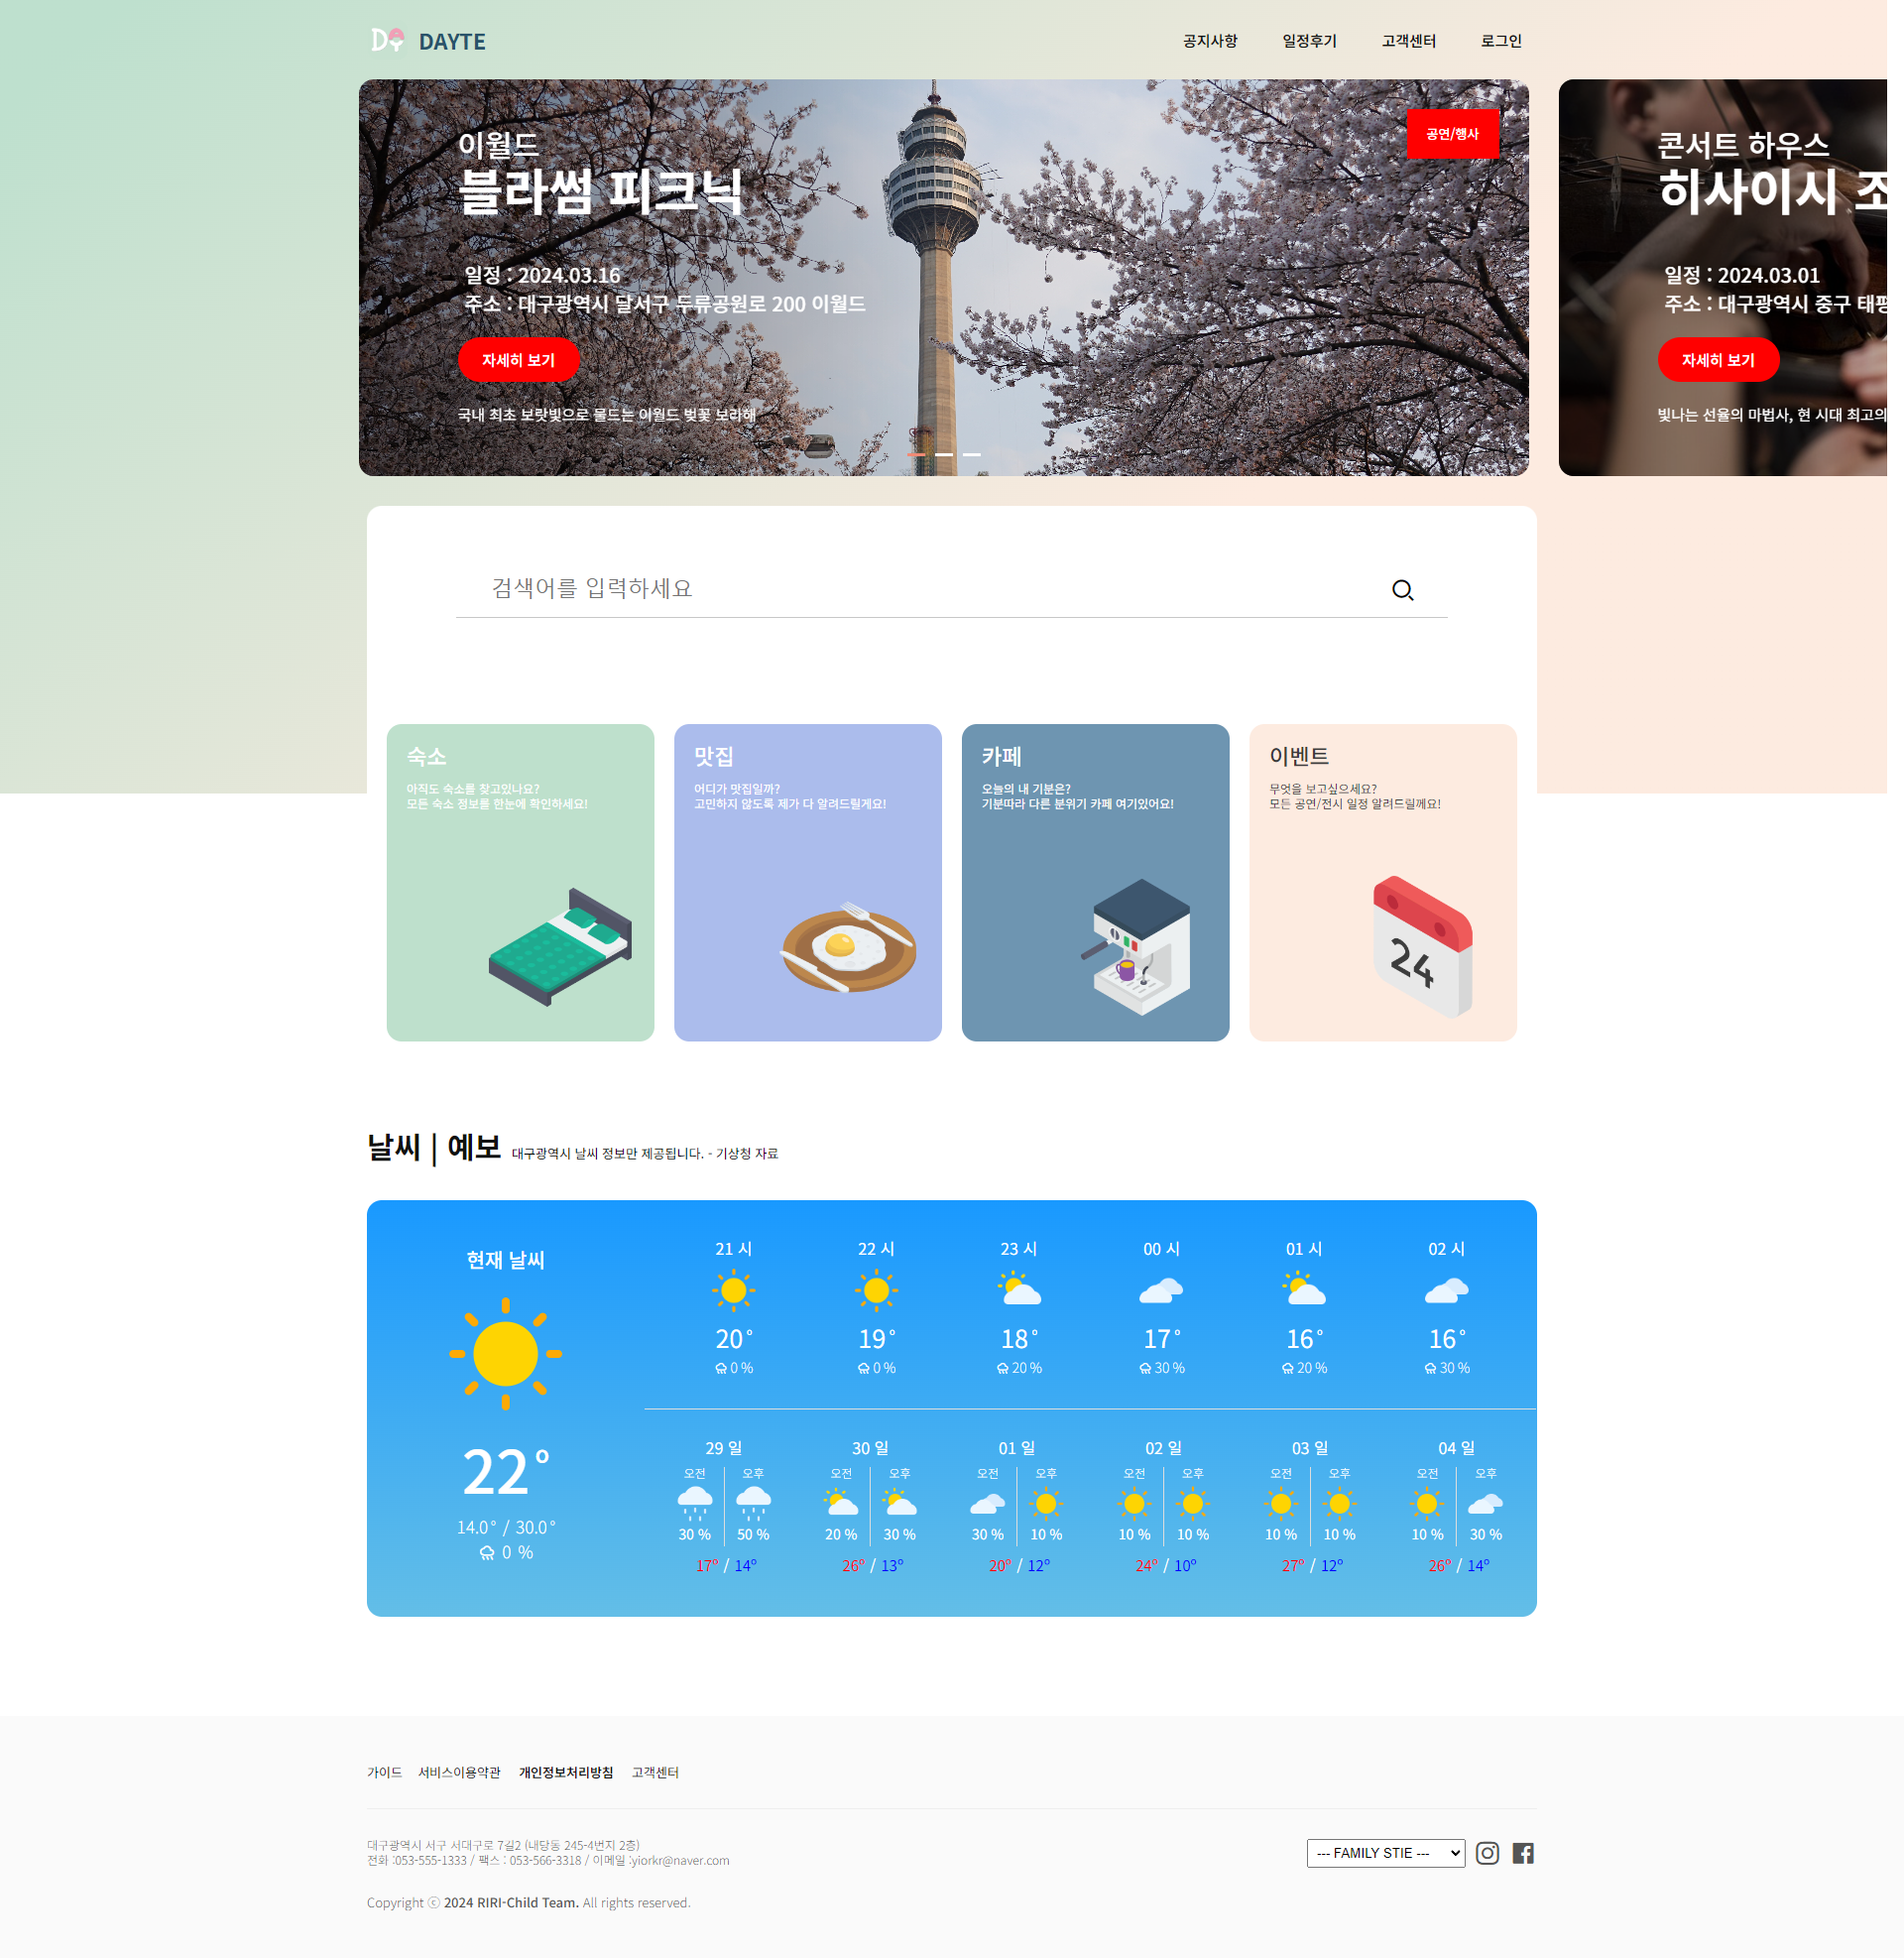 DAYTE
공지사항 일정후기 고객센터 로그인
이월드
블라썸 피크닉
공연/행사
일정 : 2024.03.16
주소 : 대구광역시 달서구 두류공원로 200 이월드
자세히 보기
국내 최초 보랏빛으로 물드는 이월드 벚꽃 보라해
콘서트 하우스
히사이시 조
일정 : 2024.03.01
주소 : 대구광역시 중구 태평
자세히 보기
빛나는 선율의 마법사, 현 시대 최고의
검색어를 입력하세요
숙소
아직도 숙소를 찾고있나요?
모든 숙소 정보를 한눈에 확인하세요!
맛집
어디가 맛집일까?
고민하지 않도록 제가 다 알려드릴게요!
카페
오늘의 내 기분은?
기분따라 다른 분위기 카페 여기있어요!
이벤트
무엇을 보고싶으세요?
모든 공연/전시 일정 알려드릴께요!
24
날씨 | 예보 대구광역시 날씨 정보만 제공됩니다. - 기상청 자료
현재 날씨
22°
14.0° / 30.0°
0 %
21 시 22 시 23 시 00 시 01 시 02 시
20° 19° 18° 17° 16° 16°
0 % 0 % 20 % 30 % 20 % 30 %
29 일 30 일 01 일 02 일 03 일 04 일
오전 오후 오전 오후 오전 오후 오전 오후 오전 오후 오전 오후
30 % 50 % 20 % 30 % 30 % 10 % 10 % 10 % 10 % 10 % 10 % 30 %
17º / 14º 26º / 13º 20º / 12º 24º / 10º 27º / 12º 26º / 14º
가이드 서비스이용약관 개인정보처리방침 고객센터
대구광역시 서구 서대구로 7길2 (내당동 245-4번지 2층)
전화 :053-555-1333 / 팩스 : 053-566-3318 / 이메일 :yiorkr@naver.com
--- FAMILY STIE ---
Copyright ⓒ 2024 RIRI-Child Team. All rights reserved.